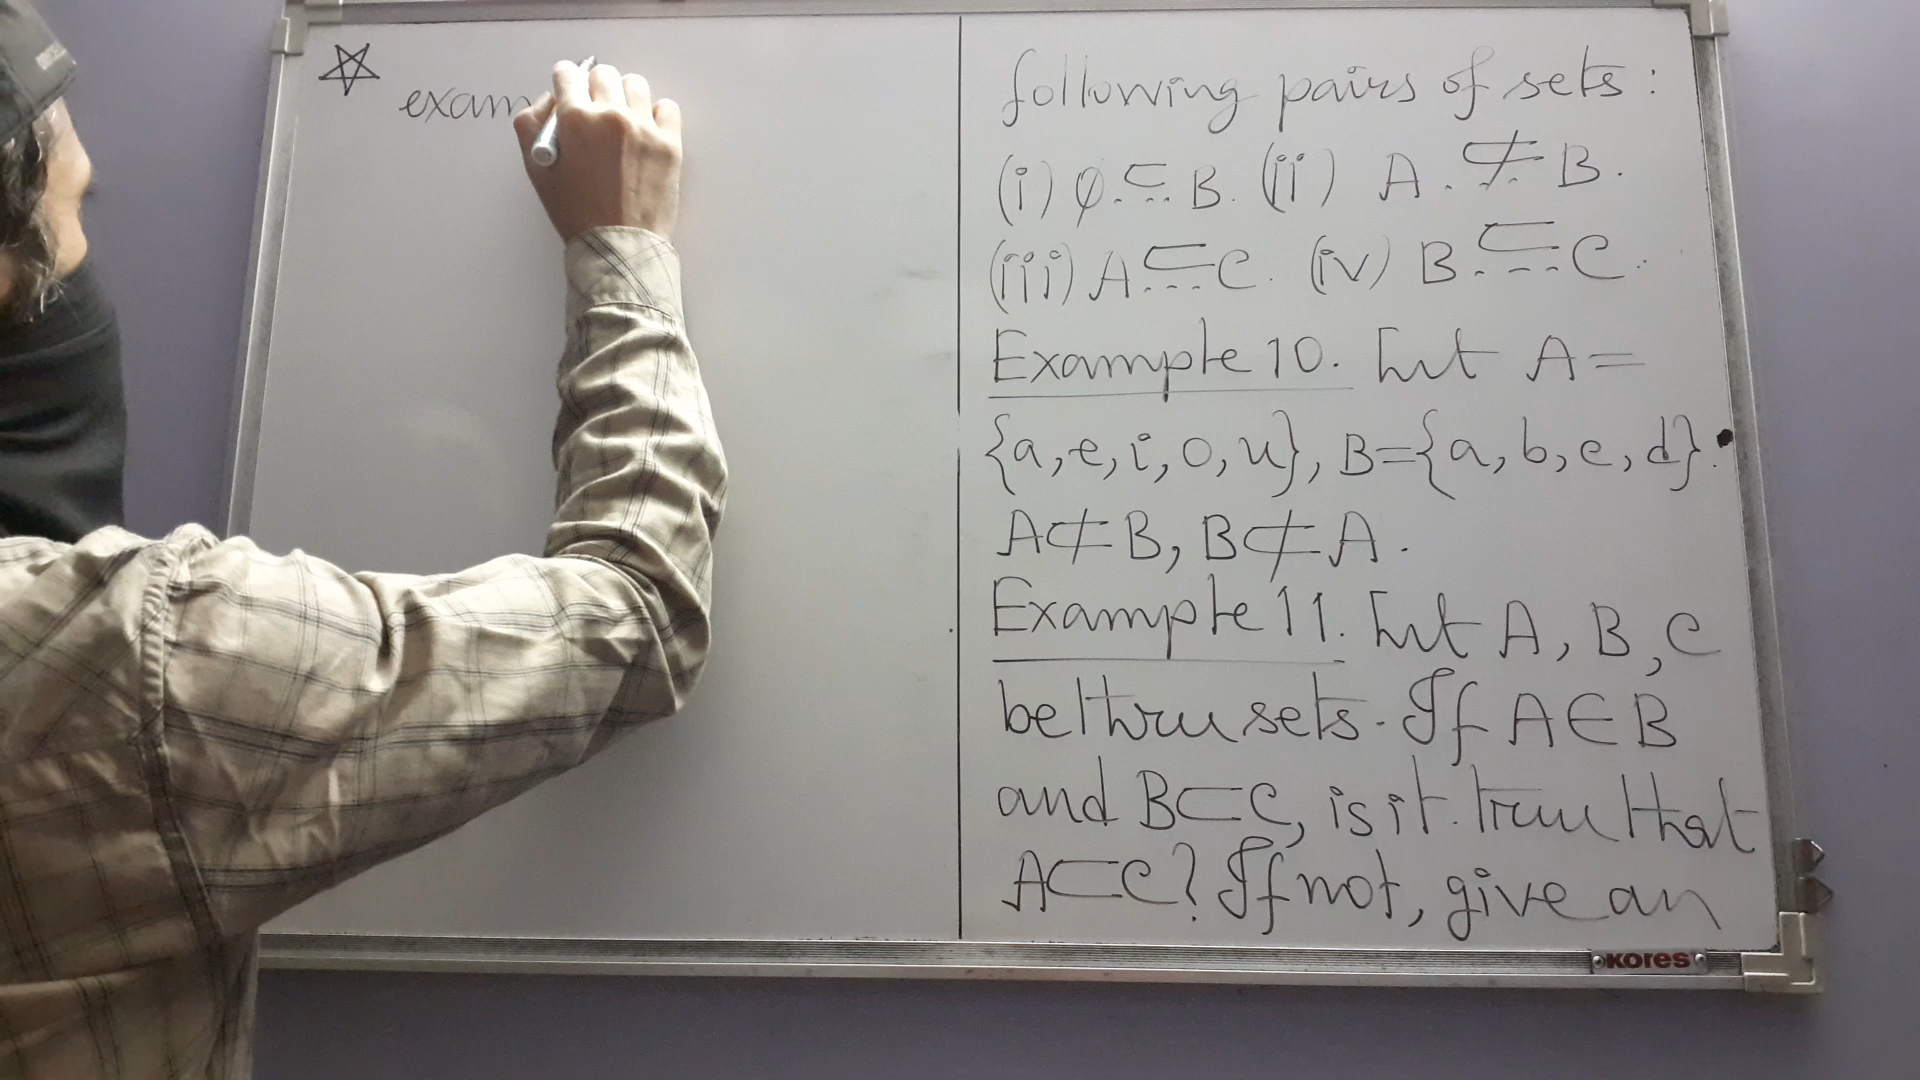 exam
following pairs of sets :
(i) φ.⊂.B. (ii) A.⊄.B.
(iii) A.⊂.C. (iv) B.⊂.C.
Example 10. Let A =
{a, e, i, o, u}, B={a, b, c, d}.
A⊄B, B⊄A.
Example 11. Let A, B, C
be three sets. If A∈B
and B⊂C, is it true that
A⊂C? If not, give an
kores